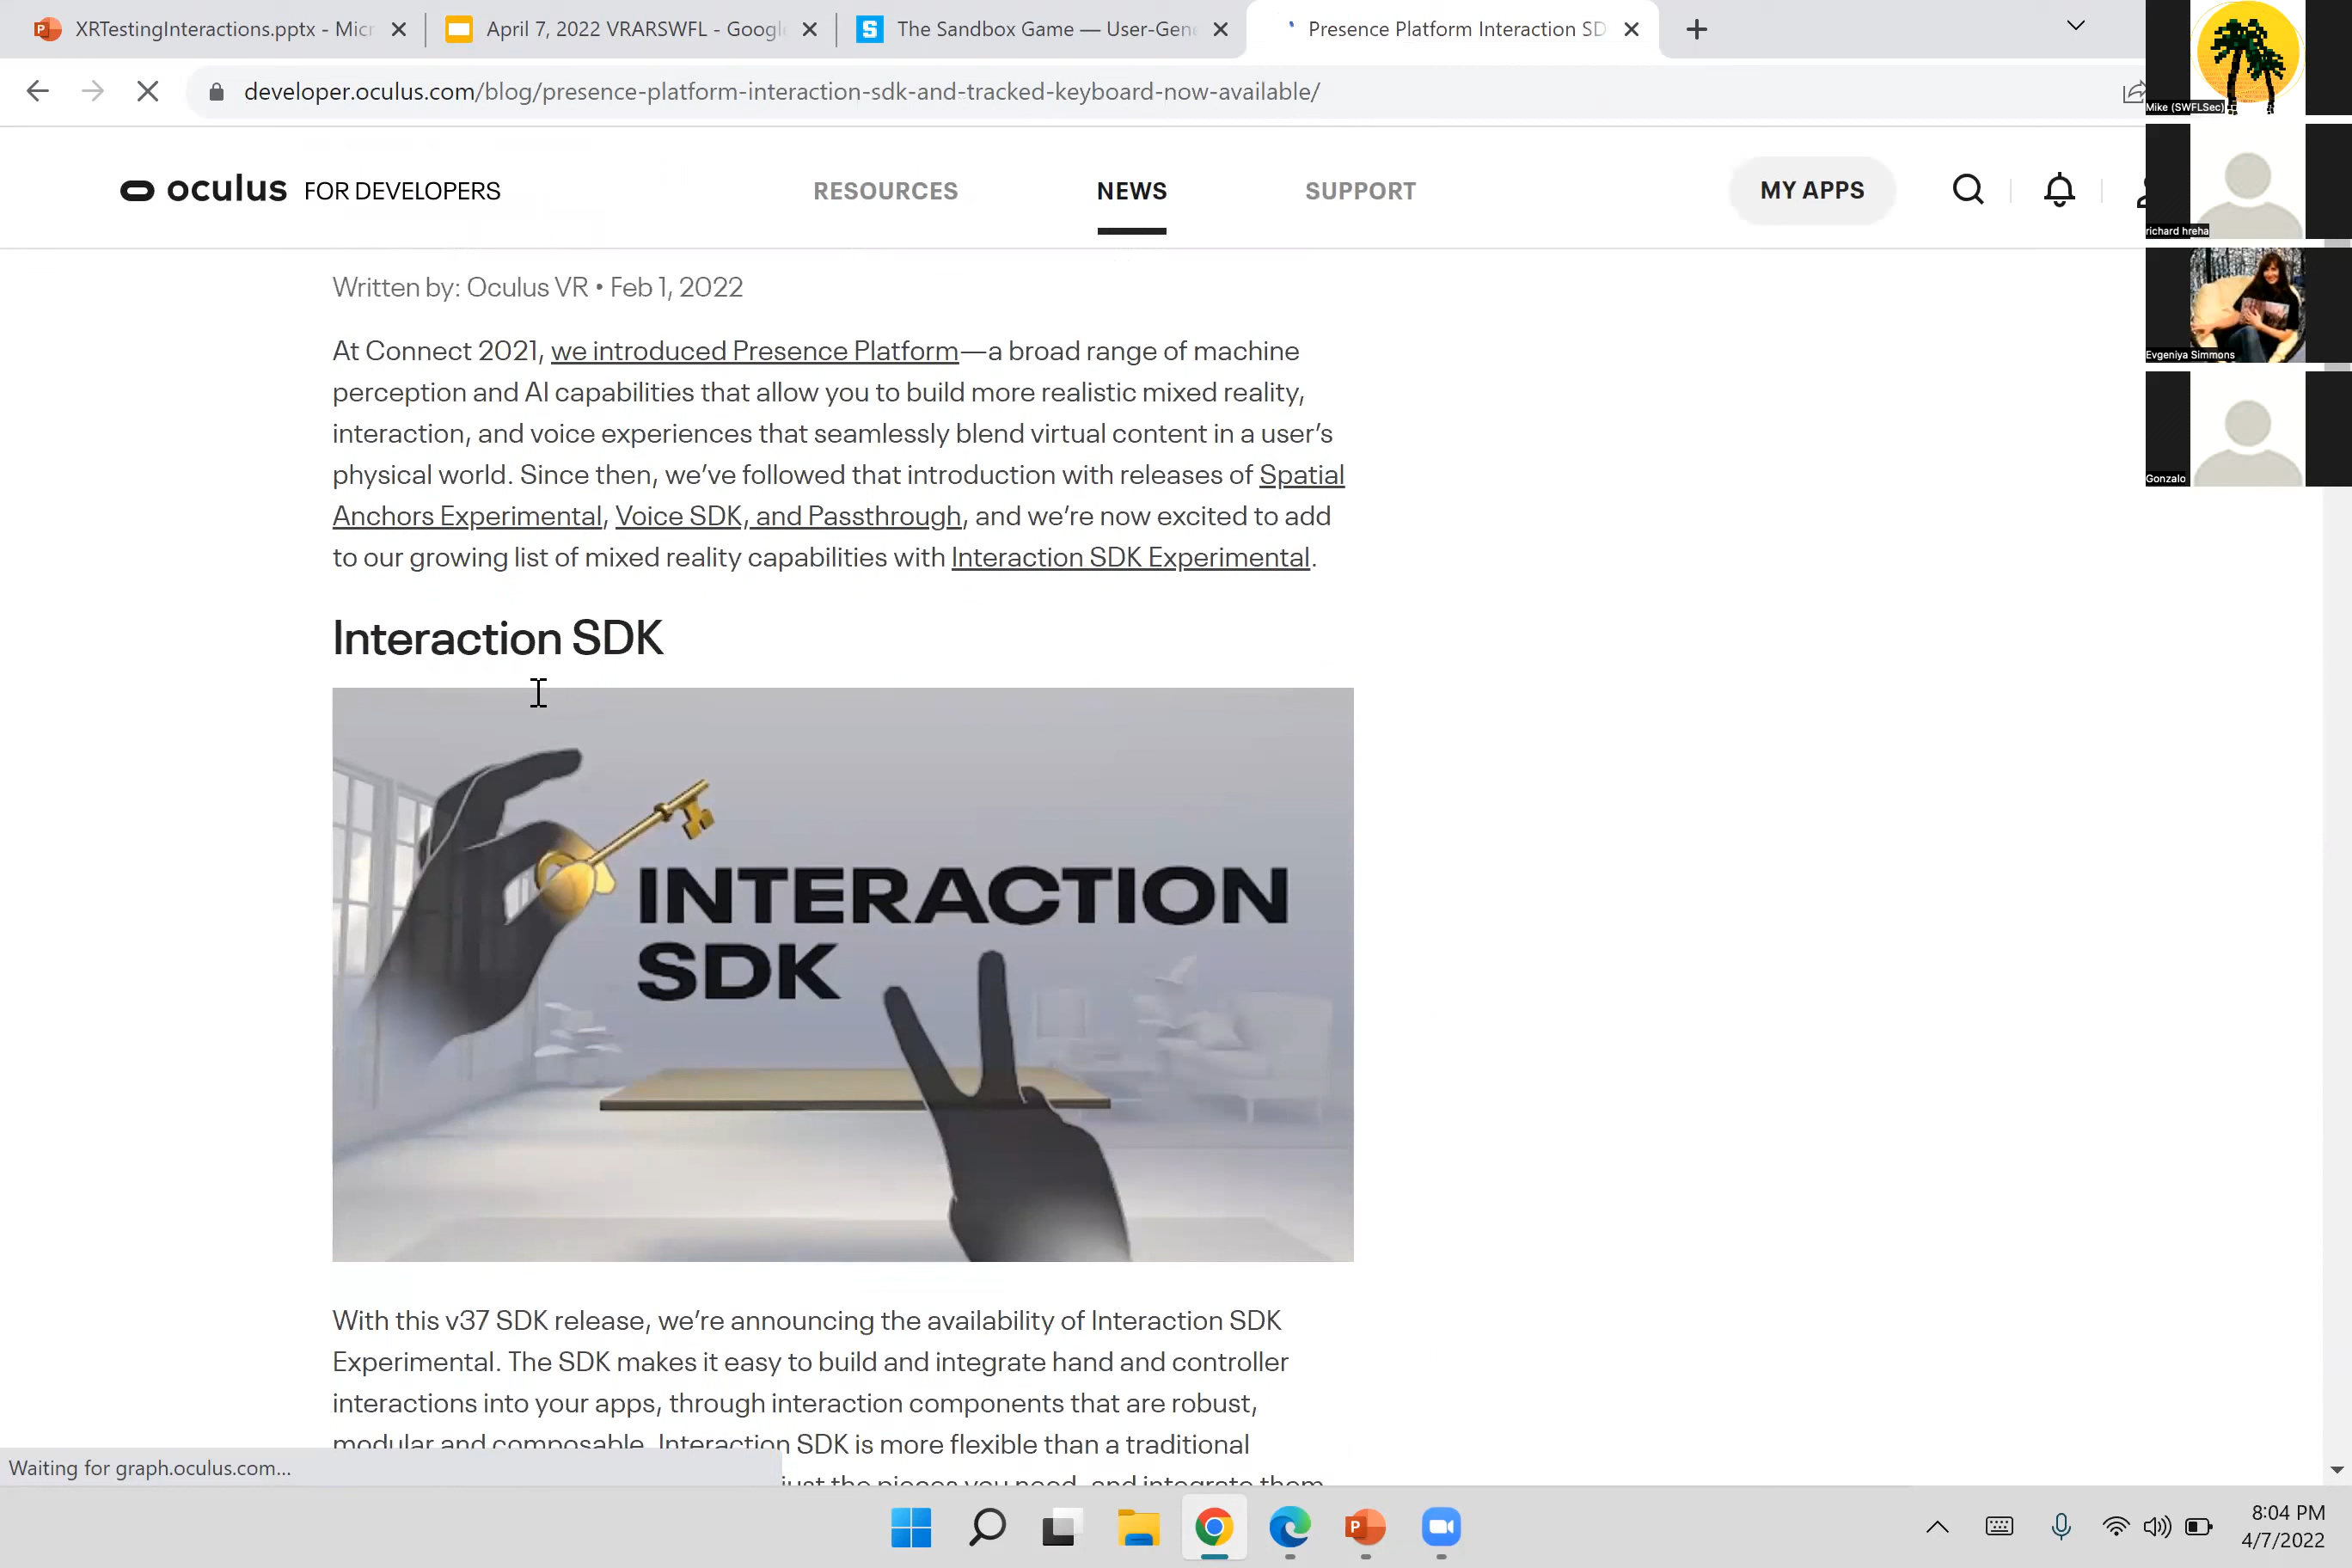 XRTestingInteractions.pptx - Micr
April 7, 2022 VRARSWFL - Googl
The Sandbox Game — User-Gen
Presence Platform Interaction SD
developer.oculus.com/blog/presence-platform-interaction-sdk-and-tracked-keyboard-now-available/
Mike (SWFLSec)
oculus FOR DEVELOPERS
RESOURCES
NEWS
SUPPORT
MY APPS
richard hreha
Evgeniya Simmons
Gonzalo
Written by: Oculus VR • Feb 1, 2022
At Connect 2021, we introduced Presence Platform—a broad range of machine
perception and AI capabilities that allow you to build more realistic mixed reality,
interaction, and voice experiences that seamlessly blend virtual content in a user’s
physical world. Since then, we’ve followed that introduction with releases of Spatial
Anchors Experimental, Voice SDK, and Passthrough, and we’re now excited to add
to our growing list of mixed reality capabilities with Interaction SDK Experimental.
Interaction SDK
INTERACTION
SDK
With this v37 SDK release, we’re announcing the availability of Interaction SDK
Experimental. The SDK makes it easy to build and integrate hand and controller
interactions into your apps, through interaction components that are robust,
modular and composable. Interaction SDK is more flexible than a traditional
just the pieces you need, and integrate them
Waiting for graph.oculus.com...
8:04 PM
4/7/2022